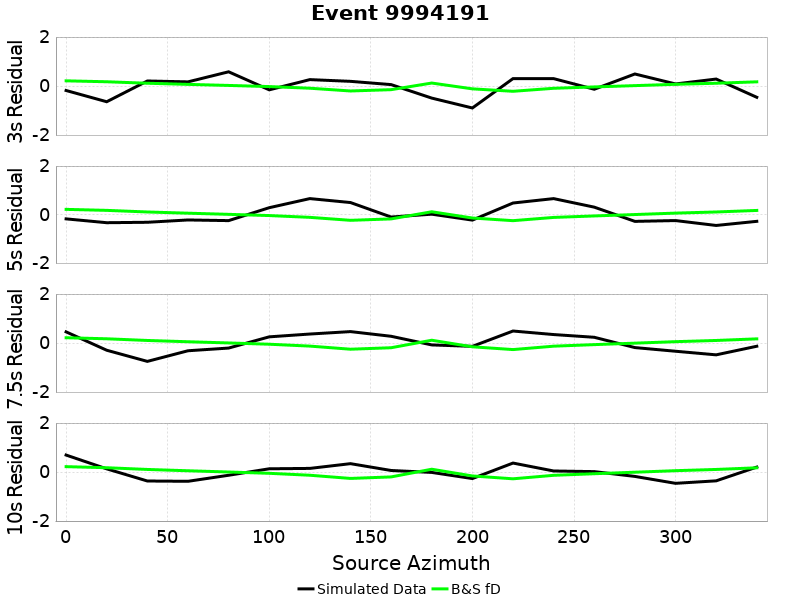 Event 9994191
3s Residual
2
0
-2
5s Residual
2
0
-2
7.5s Residual
2
0
-2
10s Residual
2
0
-2
0 50 100 150 200 250 300
Source Azimuth
Simulated Data B&S fD